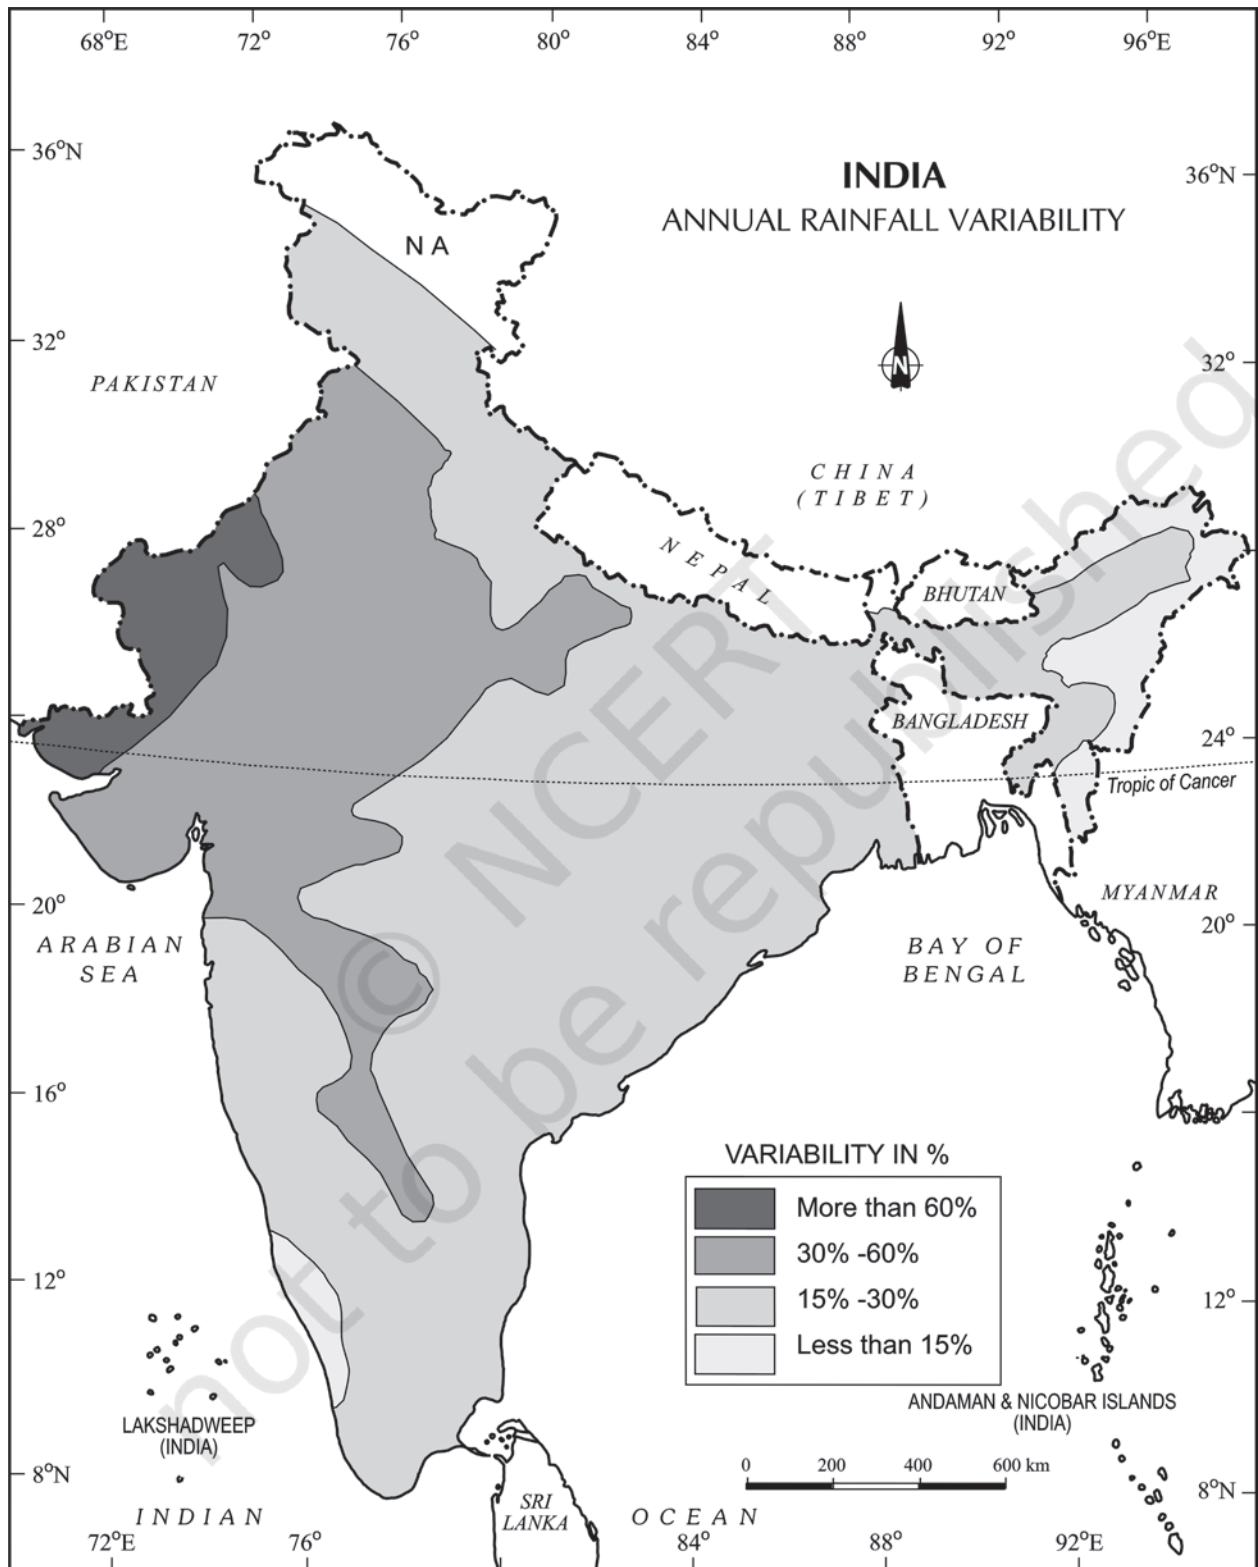 68°E 72° 76° 80° 84° 88° 92° 96°E
36°N
INDIA
36°N
ANNUAL RAINFALL VARIABILITY
NA
N
32°
32°
PAKISTAN
CHINA
(TIBET)
28°
NEPAL
BHUTAN
BANGLADESH
24°
Tropic of Cancer
20°
MYANMAR
20°
ARABIAN
SEA
BAY OF
BENGAL
16°
VARIABILITY IN %
More than 60%
30% -60%
15% -30%
Less than 15%
12°
12°
ANDAMAN & NICOBAR ISLANDS
(INDIA)
LAKSHADWEEP
(INDIA)
8°N
0 200 400 600 km
8°N
SRI
LANKA
INDIAN OCEAN
72°E 76° 80° 84° 88° 92°E
© NCERT
not to be republished